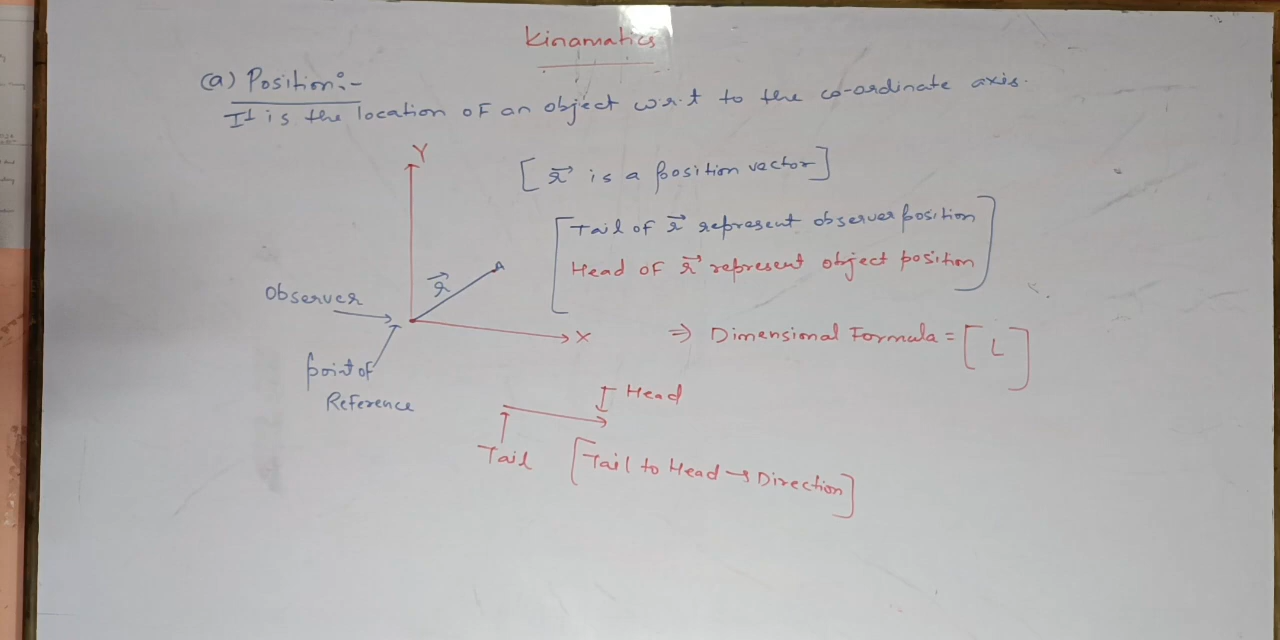 Kinamatics
(a) Position:-
It is the location of an object w.r.t to the co-ordinate axis.
Y
[ r⃗ is a position vector ]
[ Tail of r⃗ represent observer position
Head of r⃗ represent object position ]
r⃗
Observer
X
⇒ Dimensional Formula = [ L ]
point of
Reference
Head
Tail
[ Tail to Head → Direction ]